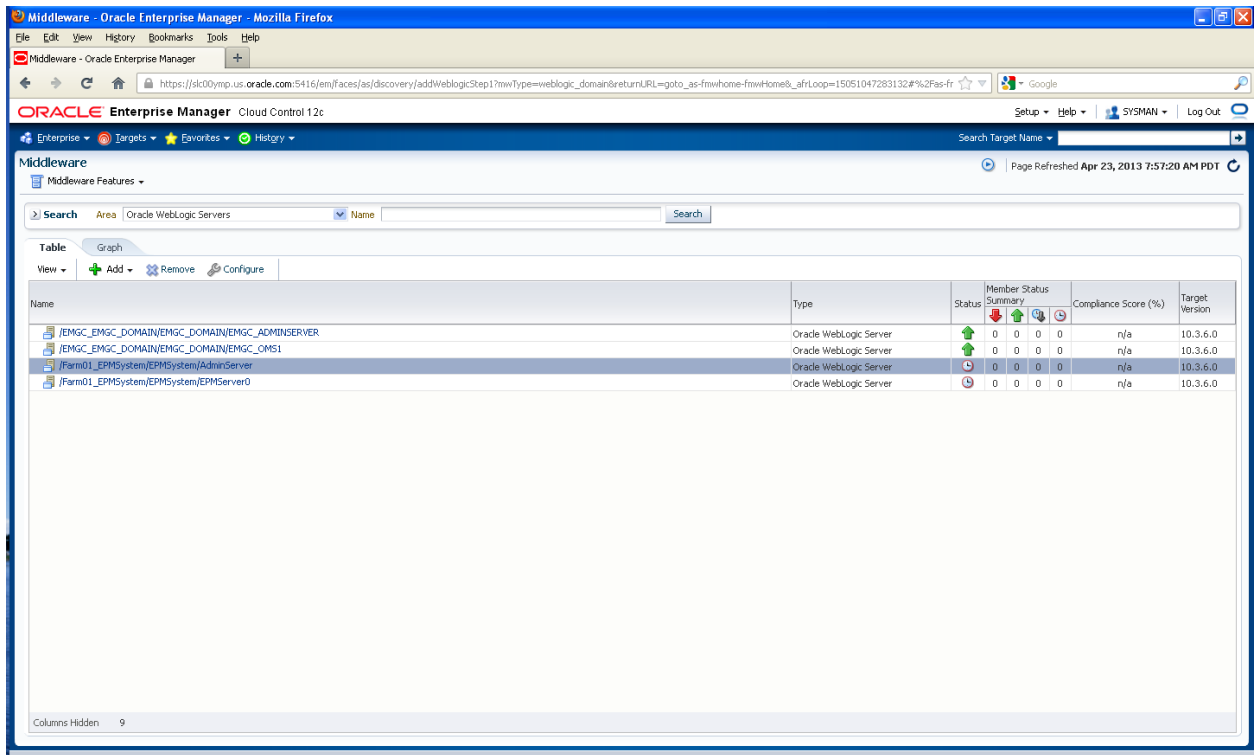 Middleware - Oracle Enterprise Manager - Mozilla Firefox
File Edit View History Bookmarks Tools Help
Middleware - Oracle Enterprise Manager
https://slc00ymp.us.oracle.com:5416/em/faces/as/discovery/addWeblogicStep1?mwType=weblogic_domain&returnURL=goto_as-fmwhome-fmwHome&_afrLoop=15051047283132#%2Fas-fr Google
ORACLE Enterprise Manager Cloud Control 12c Setup Help SYSMAN Log Out
Enterprise Targets Favorites History Search Target Name
Middleware Page Refreshed Apr 23, 2013 7:57:20 AM PDT
Middleware Features
Search Area Oracle WebLogic Servers Name Search
Table Graph
View Add Remove Configure
Name Type Status Member Status Summary Compliance Score (%) Target Version
/EMGC_EMGC_DOMAIN/EMGC_DOMAIN/EMGC_ADMINSERVER Oracle WebLogic Server 0 0 0 0 n/a 10.3.6.0
/EMGC_EMGC_DOMAIN/EMGC_DOMAIN/EMGC_OMS1 Oracle WebLogic Server 0 0 0 0 n/a 10.3.6.0
/Farm01_EPMSystem/EPMSystem/AdminServer Oracle WebLogic Server 0 0 0 0 n/a 10.3.6.0
/Farm01_EPMSystem/EPMSystem/EPMServer0 Oracle WebLogic Server 0 0 0 0 n/a 10.3.6.0
Columns Hidden 9